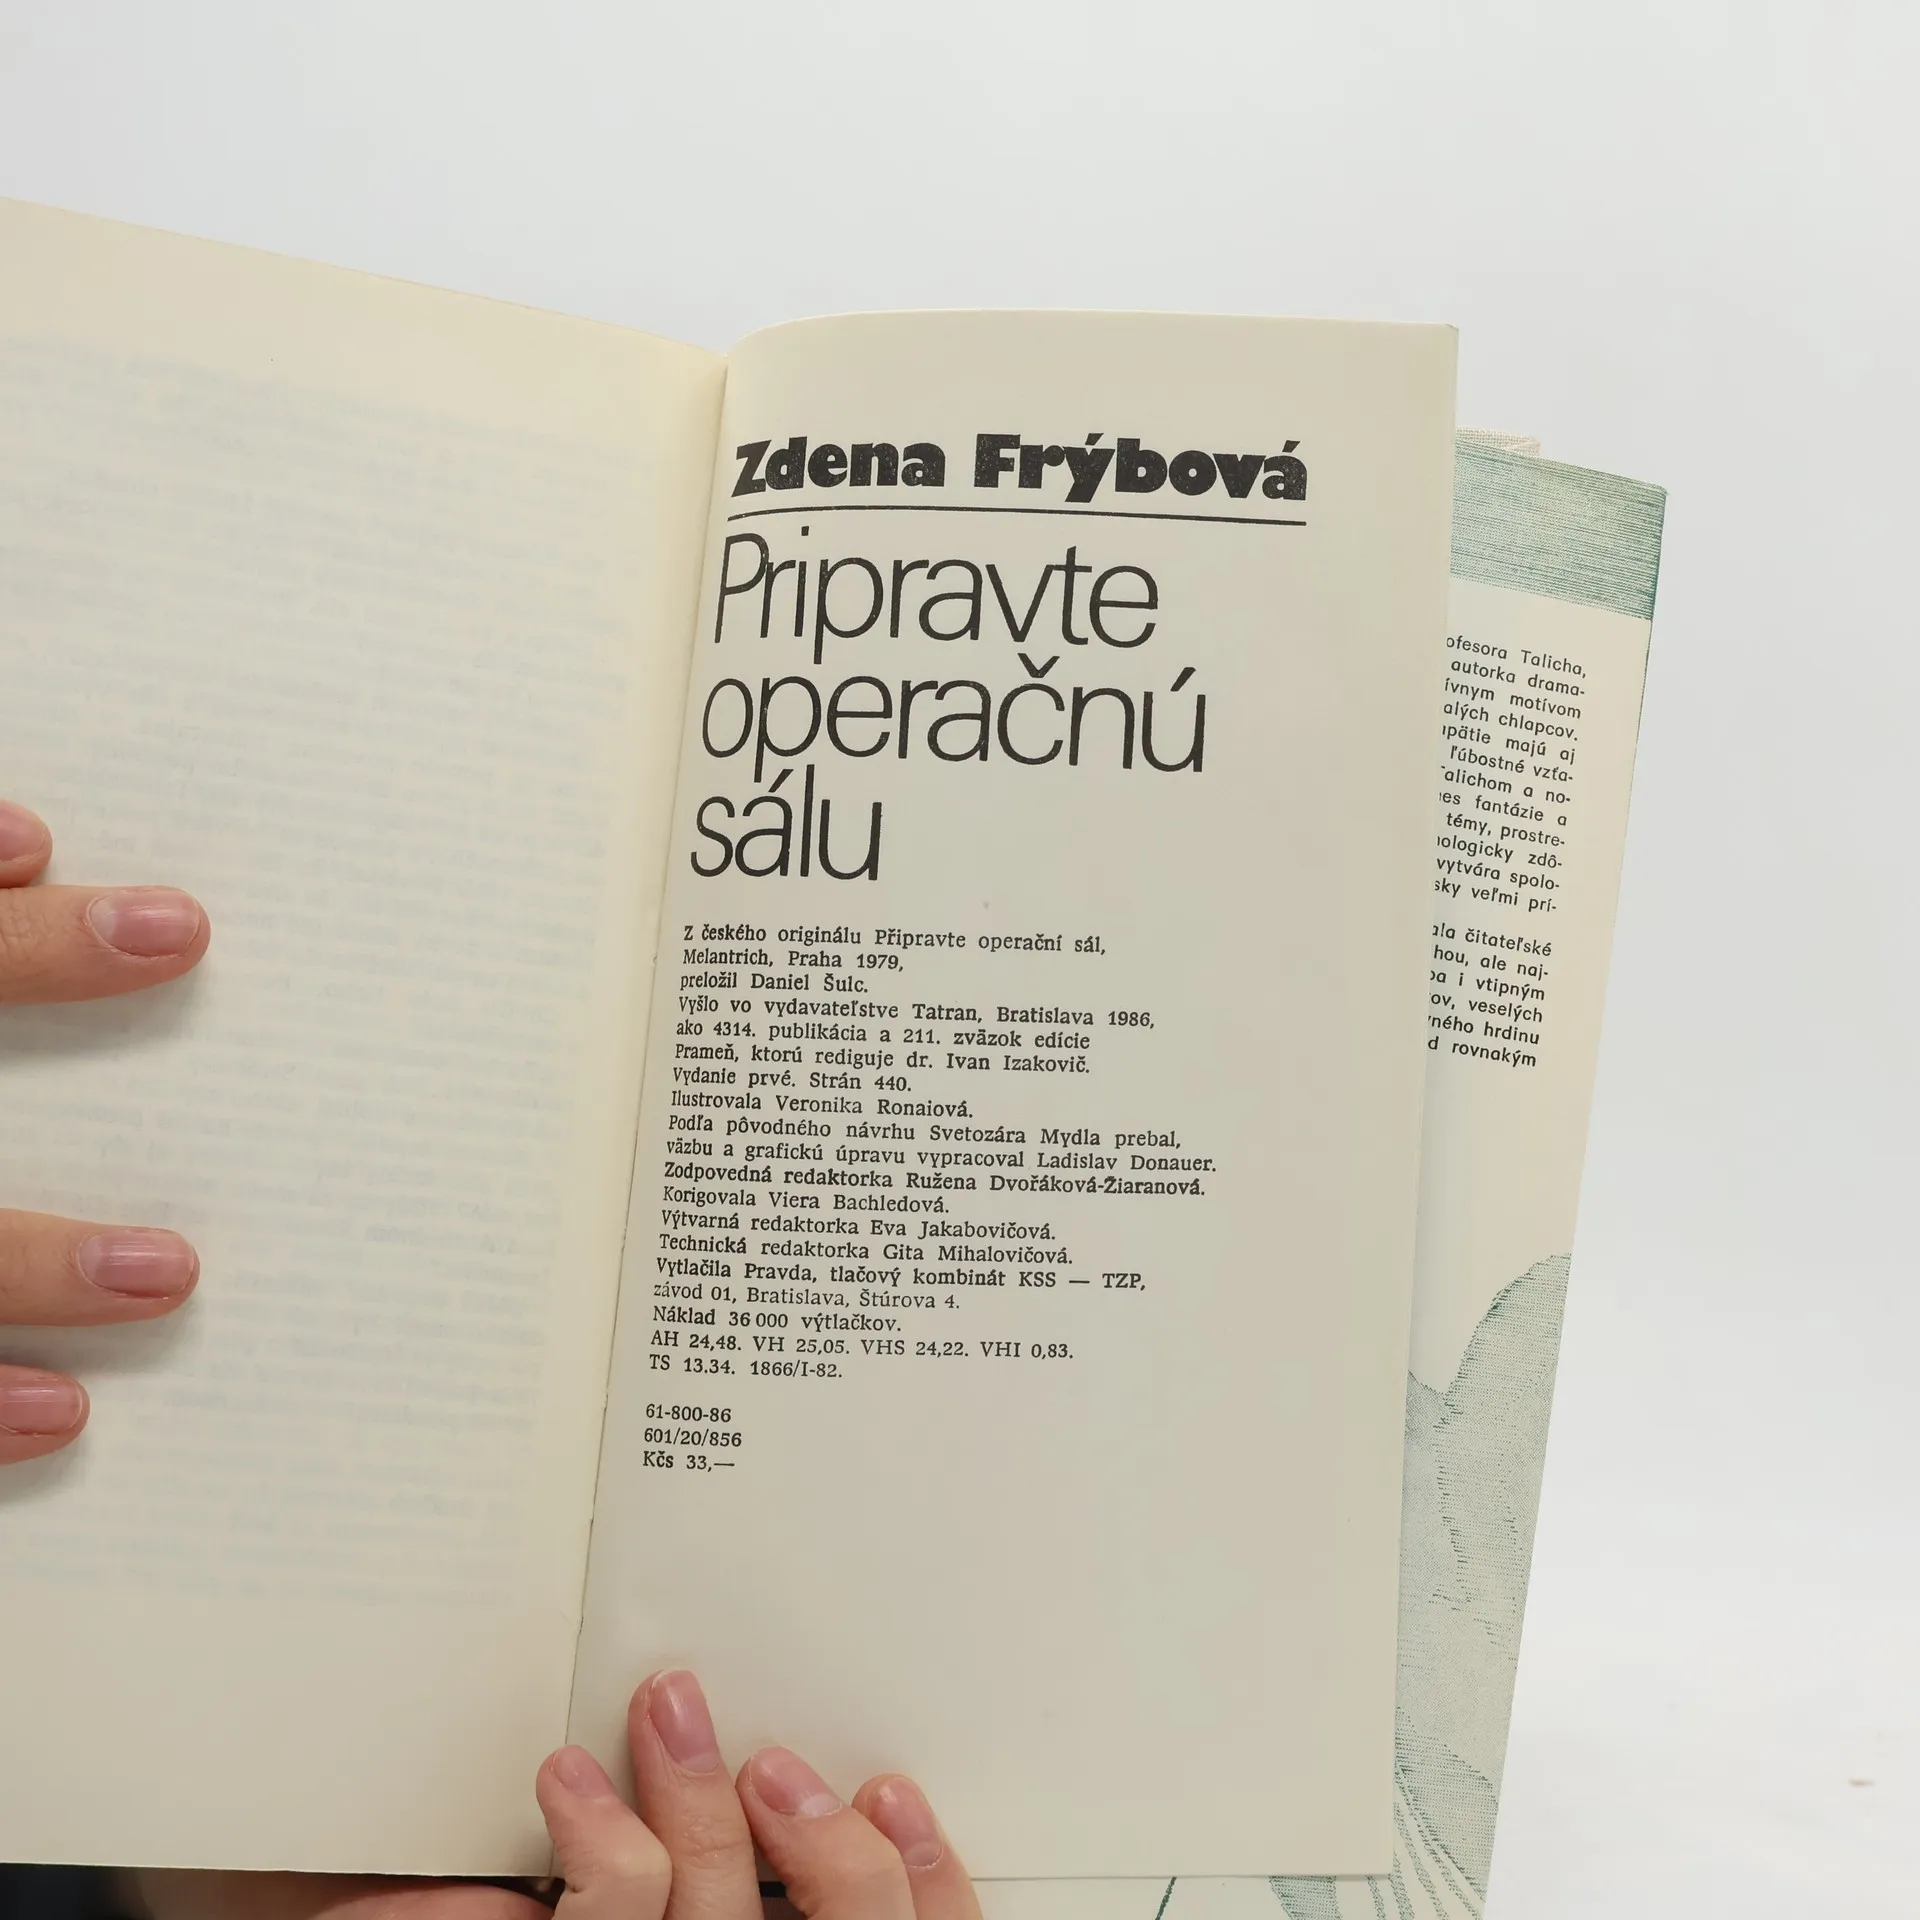 Zdena Frýbová
Pripravte
operačnú
sálu
Z českého originálu Připravte operační sál,
Melantrich, Praha 1979,
preložil Daniel Šulc.
Vyšlo vo vydavateľstve Tatran, Bratislava 1986,
ako 4314. publikácia a 211. zväzok edície
Prameň, ktorú rediguje dr. Ivan Izakovič.
Vydanie prvé. Strán 440.
Ilustrovala Veronika Ronaiová.
Podľa pôvodného návrhu Svetozára Mydla prebal,
väzbu a grafickú úpravu vypracoval Ladislav Donauer.
Zodpovedná redaktorka Ružena Dvořáková-Žiaranová.
Korigovala Viera Bachledová.
Výtvarná redaktorka Eva Jakabovičová.
Technická redaktorka Gita Mihalovičová.
Vytlačila Pravda, tlačový kombinát KSS — TZP,
závod 01, Bratislava, Štúrova 4.
Náklad 36 000 výtlačkov.
AH 24,48. VH 25,05. VHS 24,22. VHI 0,83.
TS 13.34. 1866/I-82.
61-800-86
601/20/856
Kčs 33,—
ofesora Talicha,
autorka drama-
ívnym motívom
alých chlapcov.
apätie majú aj
ľúbostné vzťa-
alichom a no-
es fantázie a
témy, prostre-
ologicky zdô-
vytvára spolo-
sky veľmi prí-
ala čitateľské
hou, ale naj-
ba i vtipným
ov, veselých
vného hrdinu
d rovnakým